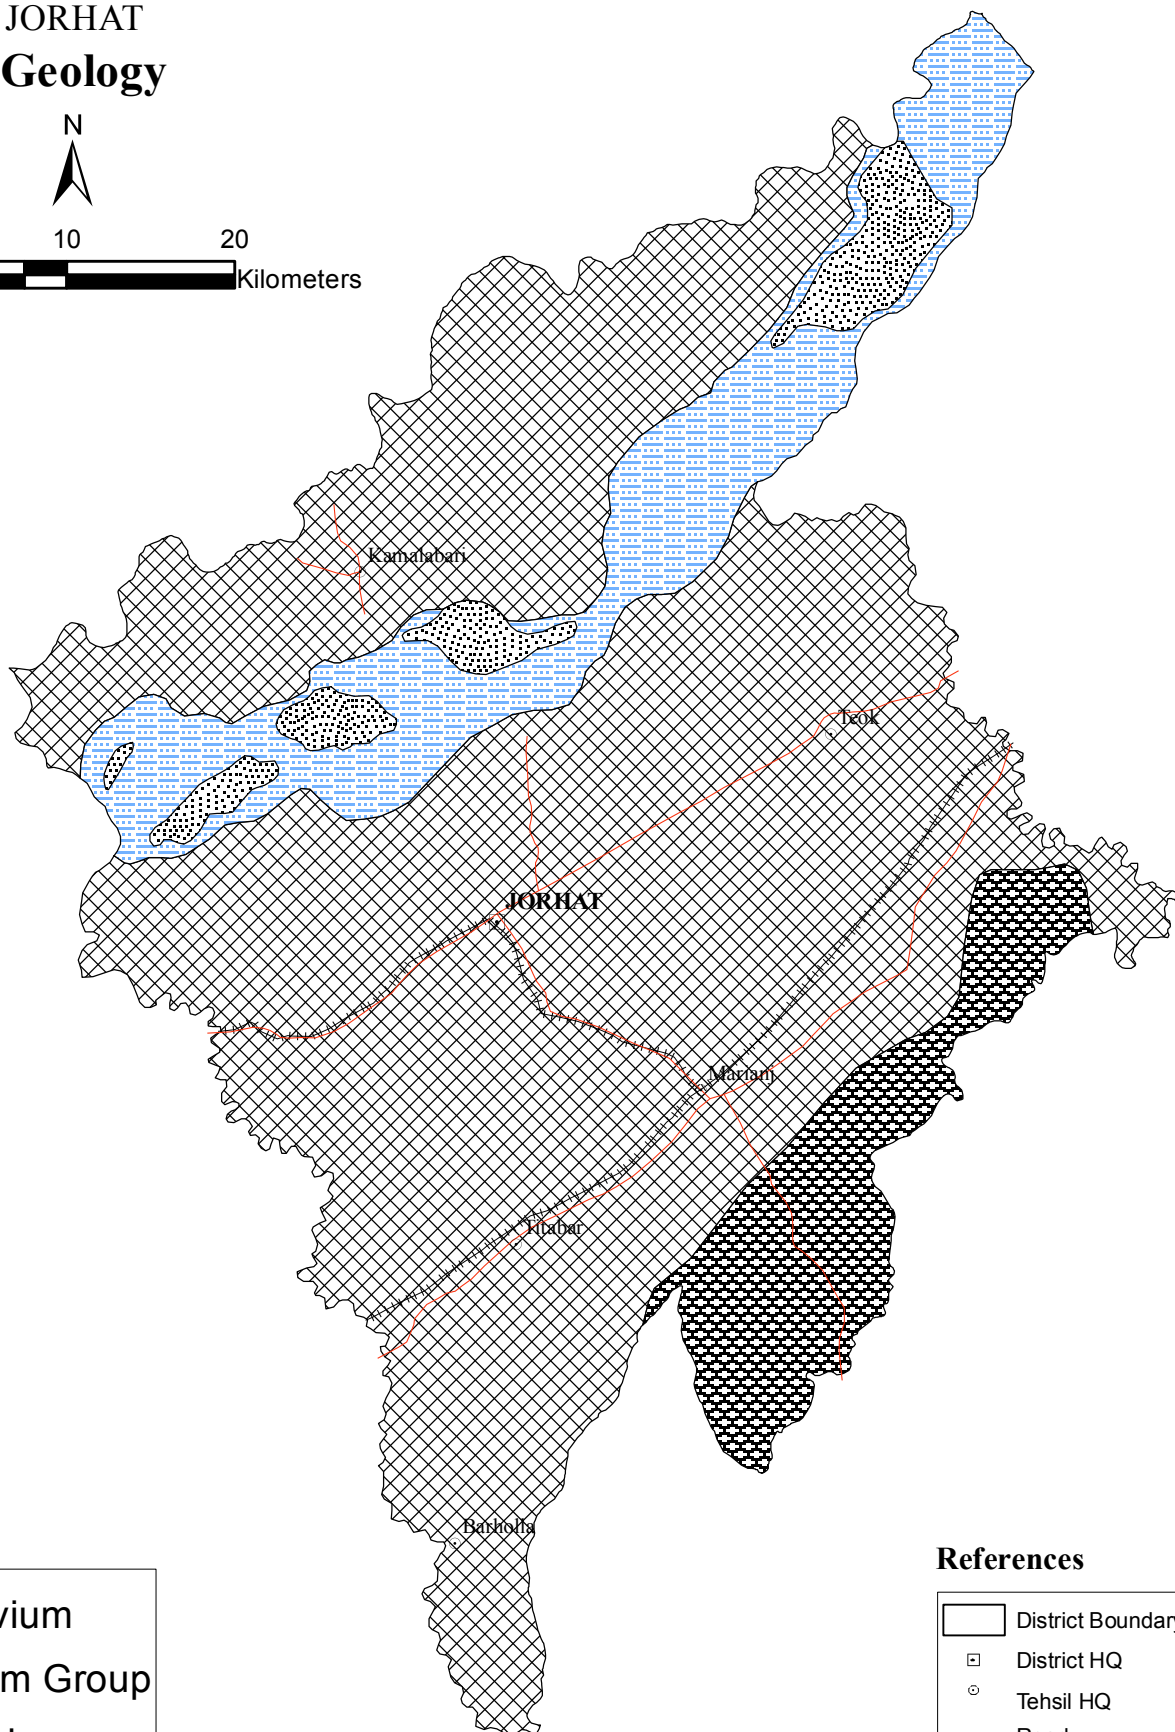 JORHAT
Geology
N
10 20
Kilometers
Kamalabari
Teok
JORHAT
Mariani
Titabar
Barholla
References
vium
m Group
District Boundary
District HQ
Tehsil HQ